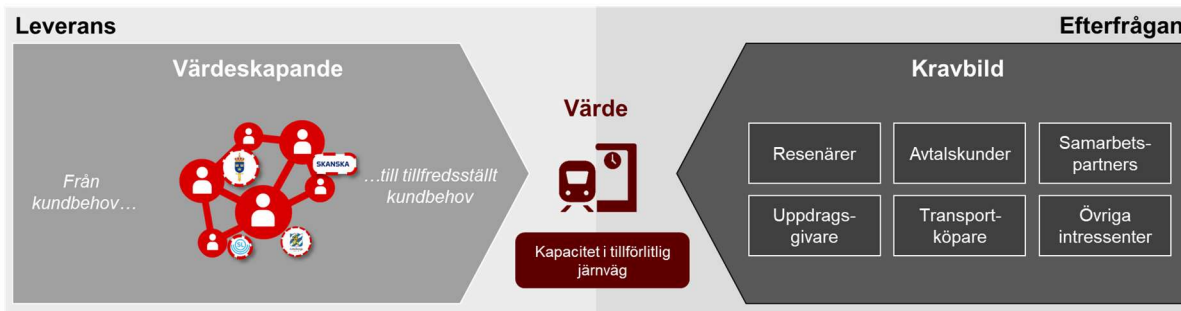 Leverans
Efterfrågan
Värdeskapande
Från
kundbehov…
SKANSKA
SL
…till tillfredsställt
kundbehov
Värde
Kapacitet i tillförlitlig
järnväg
Kravbild
Resenärer
Avtalskunder
Samarbets-
partners
Uppdrags-
givare
Transport-
köpare
Övriga
intressenter